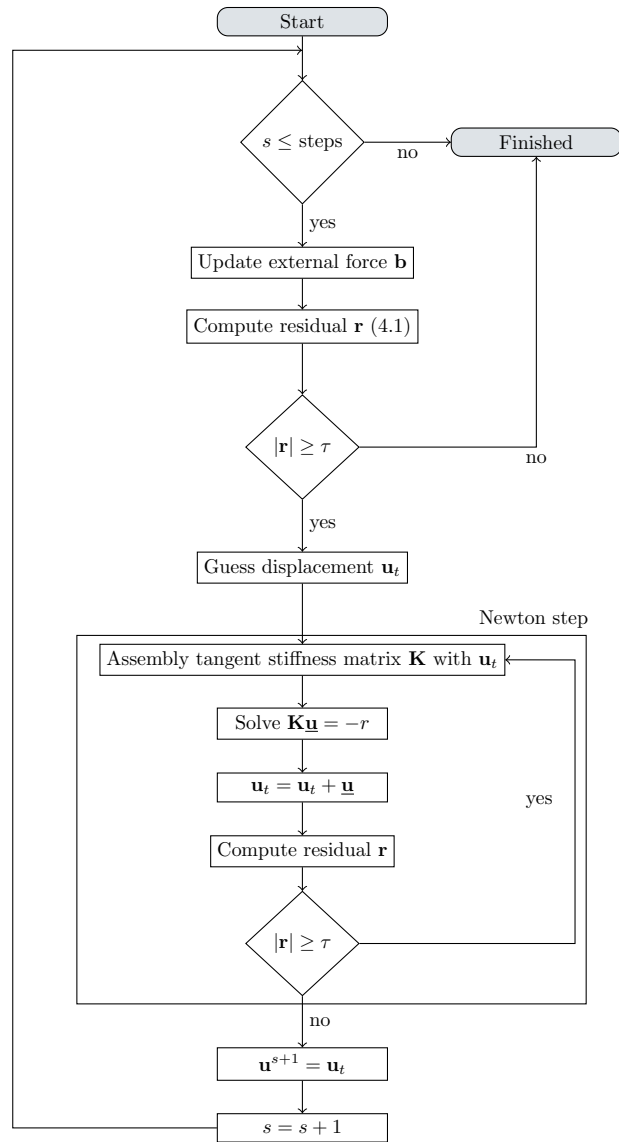 Start
s ≤ steps
no
Finished
yes
Update external force b
Compute residual r (4.1)
|r| ≥ τ
no
yes
Guess displacement u_t
Newton step
Assembly tangent stiffness matrix K with u_t
Solve Ku̲ = −r
u_t = u_t + u̲
yes
Compute residual r
|r| ≥ τ
no
u^{s+1} = u_t
s = s + 1